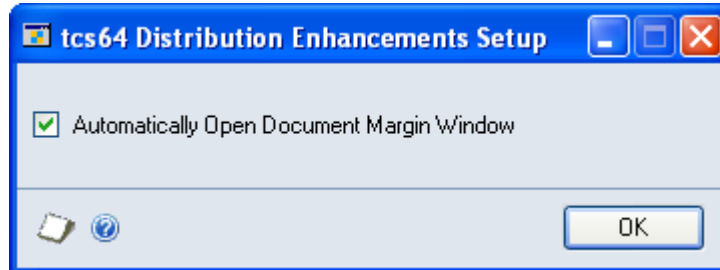 tcs64 Distribution Enhancements Setup
Automatically Open Document Margin Window
OK